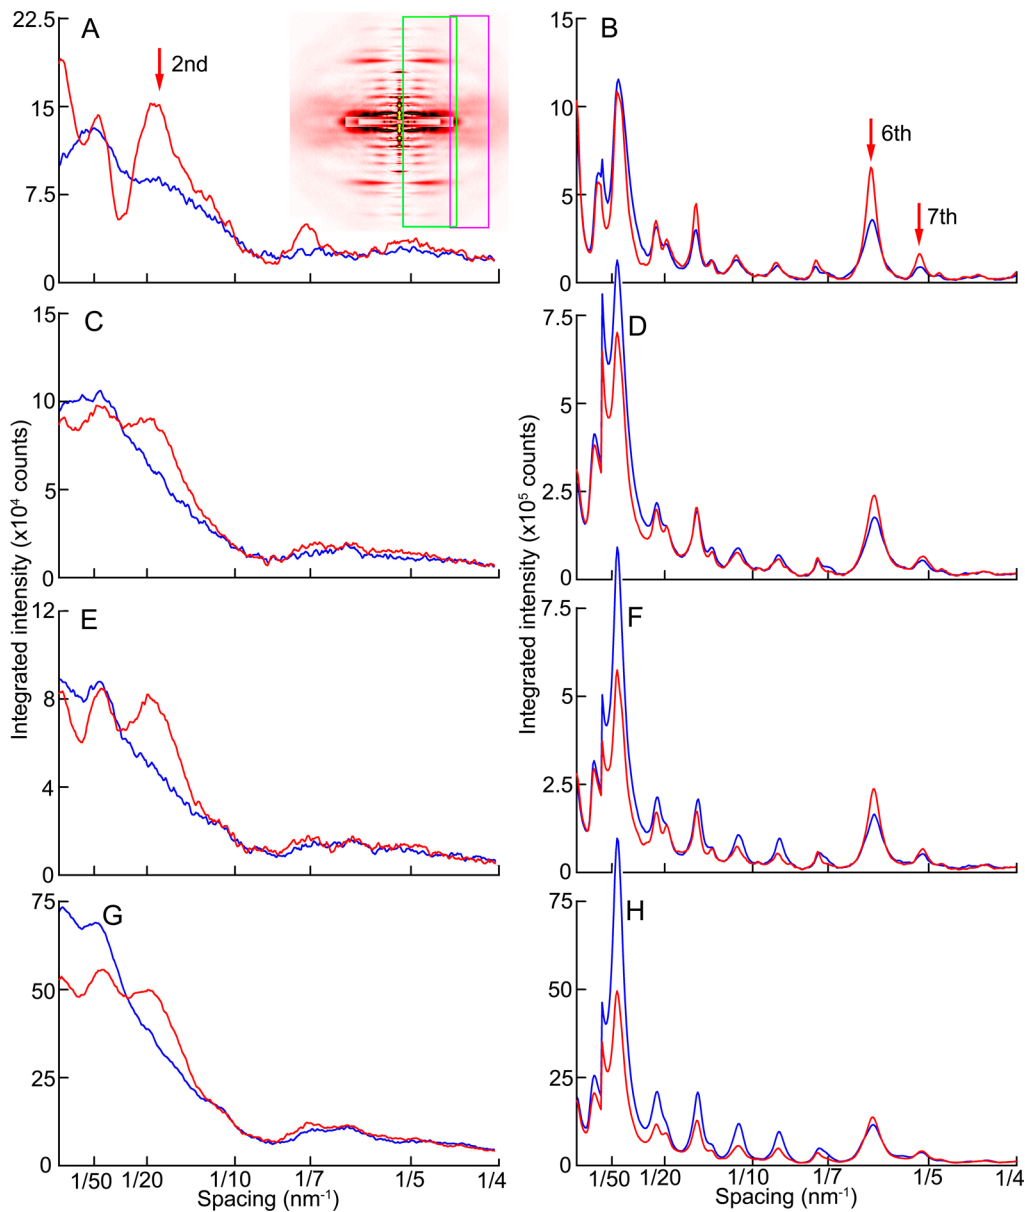 A
22.5
15
7.5
0
2nd
B
15
10
5
0
6th
7th
C
15
10
5
0
D
7.5
5
2.5
0
E
12
8
4
0
F
7.5
5
2.5
0
G
75
50
25
0
H
75
50
25
0
Integrated intensity (x10⁴ counts)
Integrated intensity (x10⁵ counts)
1/50 1/20 1/10 1/7 1/5 1/4
Spacing (nm⁻¹)
1/50 1/20 1/10 1/7 1/5 1/4
Spacing (nm⁻¹)